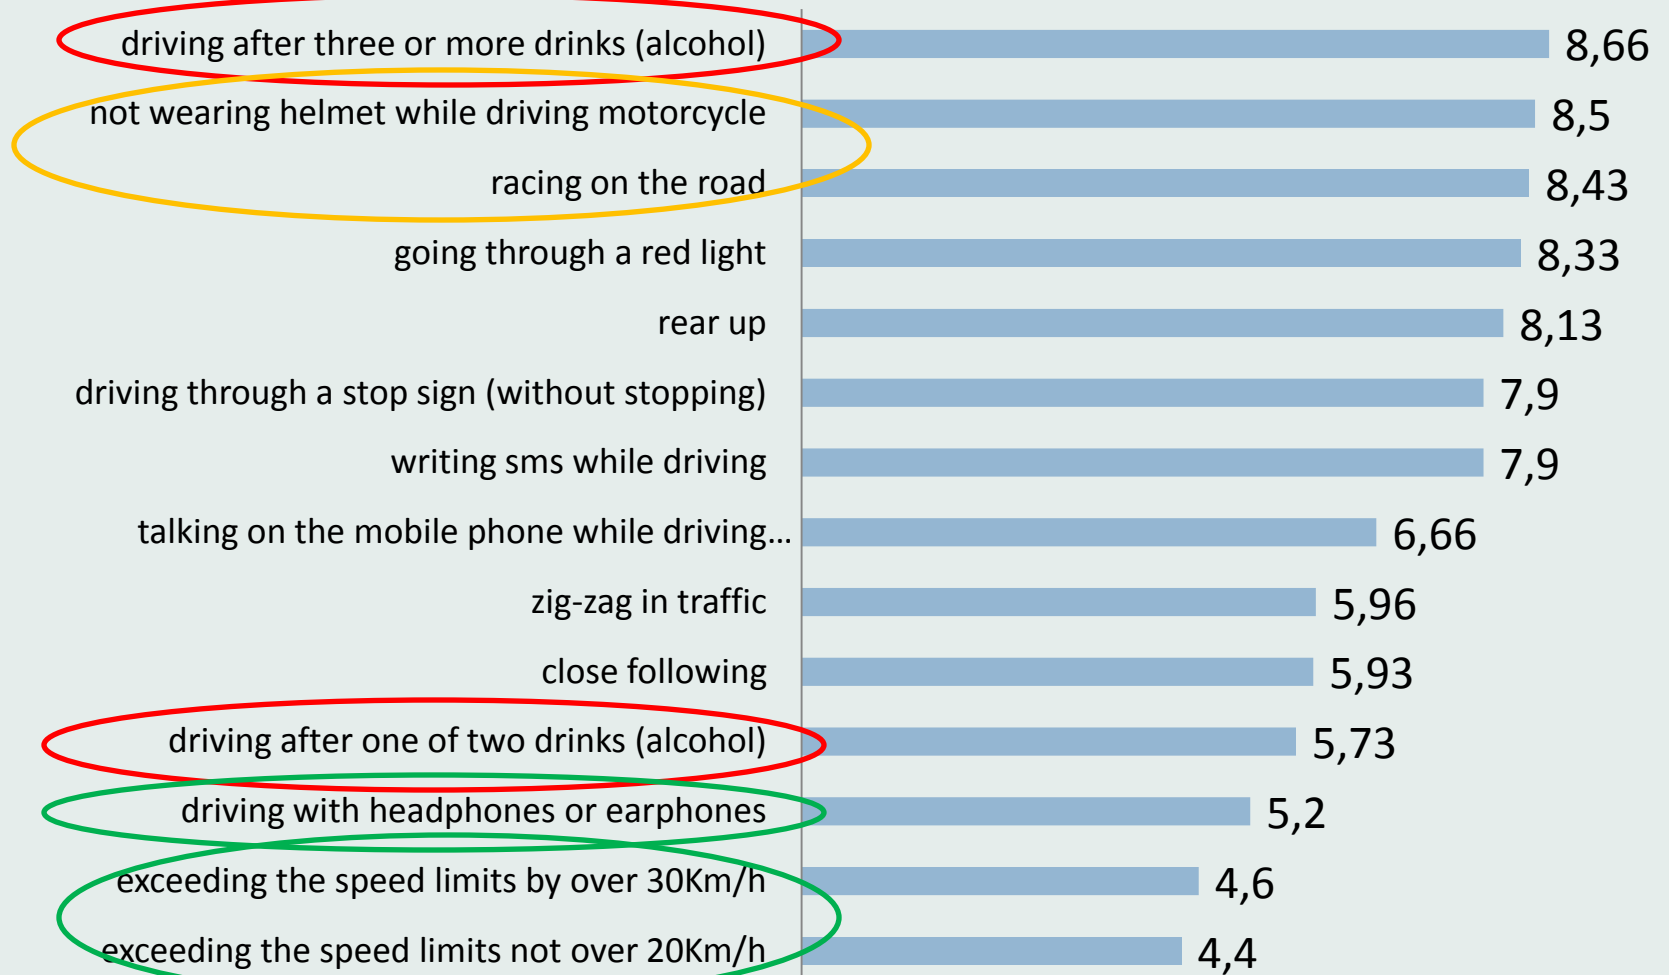 driving after three or more drinks (alcohol) 8,66
not wearing helmet while driving motorcycle 8,5
racing on the road 8,43
going through a red light 8,33
rear up 8,13
driving through a stop sign (without stopping) 7,9
writing sms while driving 7,9
talking on the mobile phone while driving... 6,66
zig-zag in traffic 5,96
close following 5,93
driving after one of two drinks (alcohol) 5,73
driving with headphones or earphones 5,2
exceeding the speed limits by over 30Km/h 4,6
exceeding the speed limits not over 20Km/h 4,4